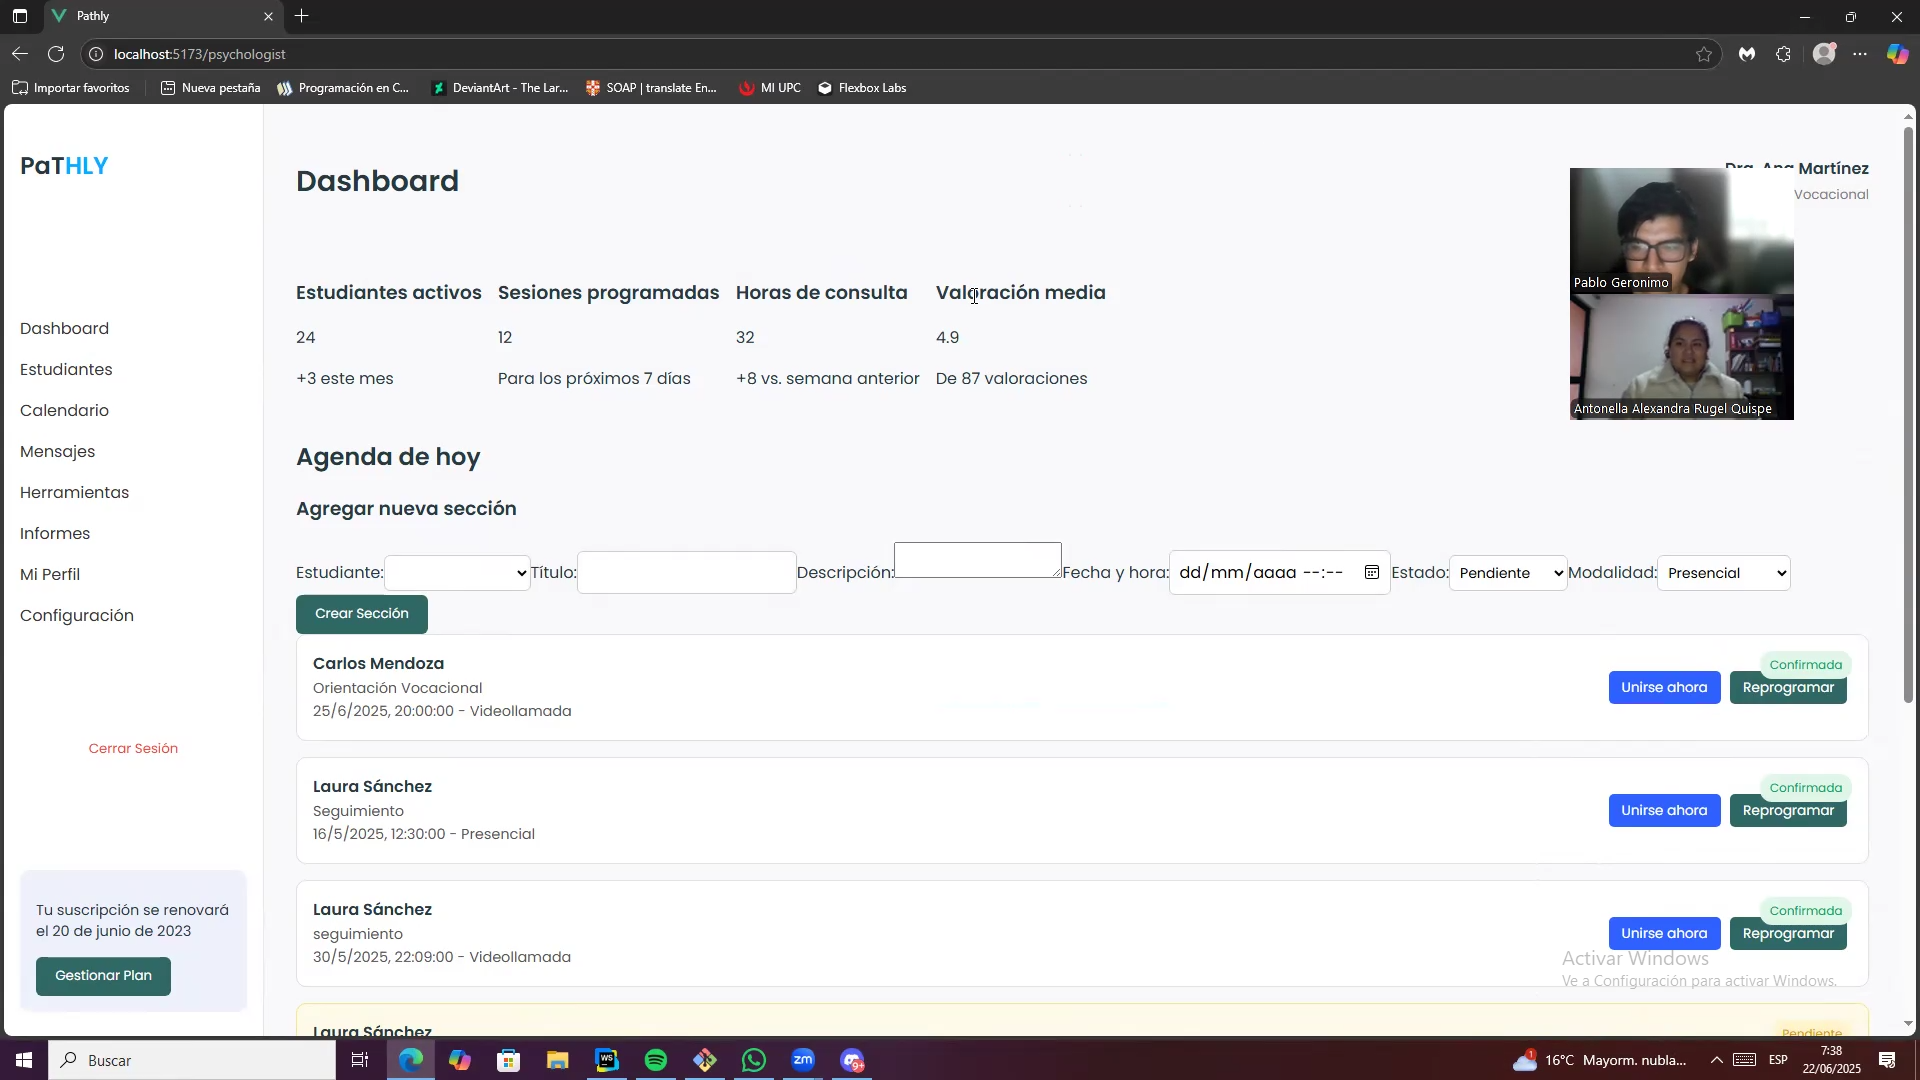 Pathly
localhost:5173/psychologist
Importar favoritos
Nueva pestaña
Programación en C...
DeviantArt - The Lar...
SOAP | translate En...
MI UPC
Flexbox Labs
PaTHLY
Dashboard
Estudiantes
Calendario
Mensajes
Herramientas
Informes
Mi Perfil
Configuración
Cerrar Sesión
Tu suscripción se renovará
el 20 de junio de 2023
Gestionar Plan
Dashboard
Dra. Ana Martínez
Vocacional
Pablo Geronimo
Antonella Alexandra Rugel Quispe
Estudiantes activos
24
+3 este mes
Sesiones programadas
12
Para los próximos 7 días
Horas de consulta
32
+8 vs. semana anterior
Valoración media
4.9
De 87 valoraciones
Agenda de hoy
Agregar nueva sección
Estudiante: Título: Descripción: Fecha y hora: dd/mm/aaaa --:-- Estado: Pendiente Modalidad: Presencial
Crear Sección
Carlos Mendoza
Orientación Vocacional
25/6/2025, 20:00:00 - Videollamada
Confirmada
Unirse ahora
Reprogramar
Laura Sánchez
Seguimiento
16/5/2025, 12:30:00 - Presencial
Confirmada
Unirse ahora
Reprogramar
Laura Sánchez
seguimiento
30/5/2025, 22:09:00 - Videollamada
Confirmada
Unirse ahora
Reprogramar
Activar Windows
Ve a Configuración para activar Windows.
Laura Sánchez
Pendiente
Buscar
WS
zm
9+
1
16°C Mayorm. nubla...
ESP
7:38
22/06/2025